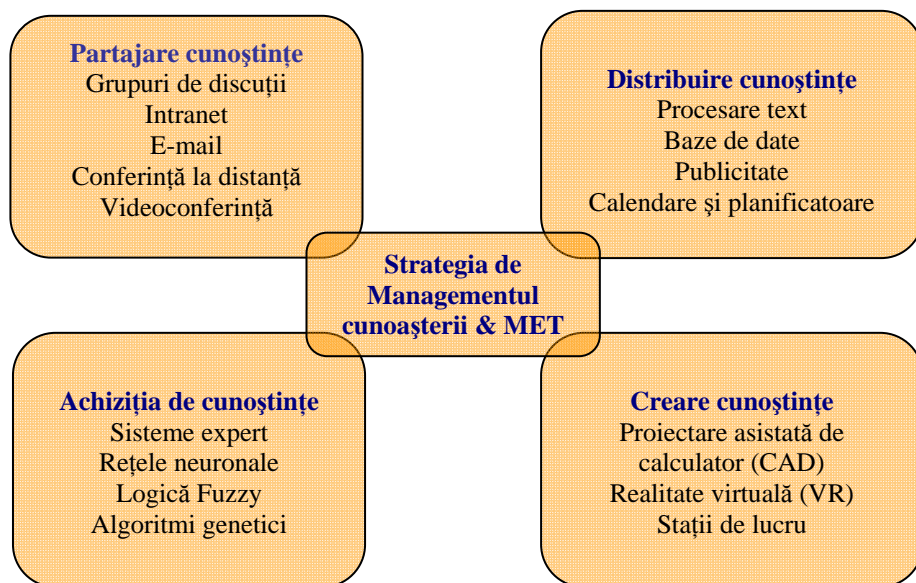 Partajare cunoştinţe
Grupuri de discuţii
Intranet
E-mail
Conferinţă la distanţă
Videoconferinţă
Distribuire cunoştinţe
Procesare text
Baze de date
Publicitate
Calendare şi planificatoare
Strategia de
Managementul
cunoaşterii & MET
Achiziţia de cunoştinţe
Sisteme expert
Reţele neuronale
Logică Fuzzy
Algoritmi genetici
Creare cunoştinţe
Proiectare asistată de
calculator (CAD)
Realitate virtuală (VR)
Staţii de lucru